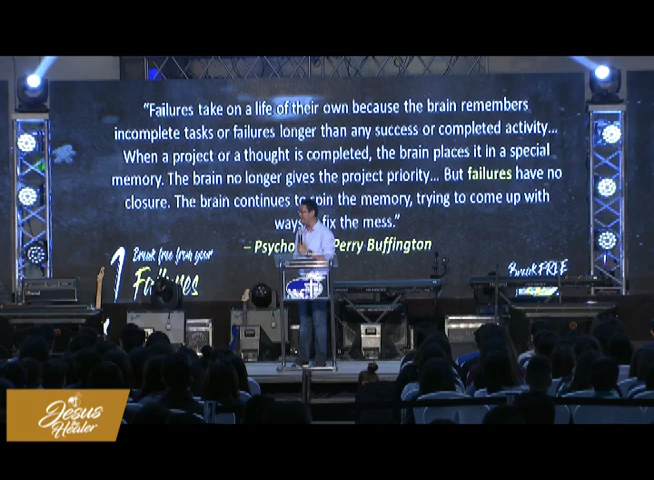 “Failures take on a life of their own because the brain remembers
incomplete tasks or failures longer than any success or completed activity...
When a project or a thought is completed, the brain places it in a special
memory. The brain no longer gives the project priority... But failures have no
closure. The brain continues to join the memory, trying to come up with
fix the mess.”
– Perry Buffington
1 Break free from your
Failures
Break FREE
Jesus
Healer